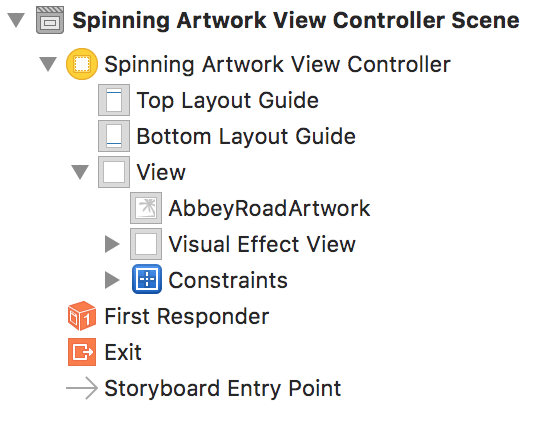 Spinning Artwork View Controller Scene
Spinning Artwork View Controller
Top Layout Guide
Bottom Layout Guide
View
AbbeyRoadArtwork
Visual Effect View
Constraints
First Responder
Exit
Storyboard Entry Point